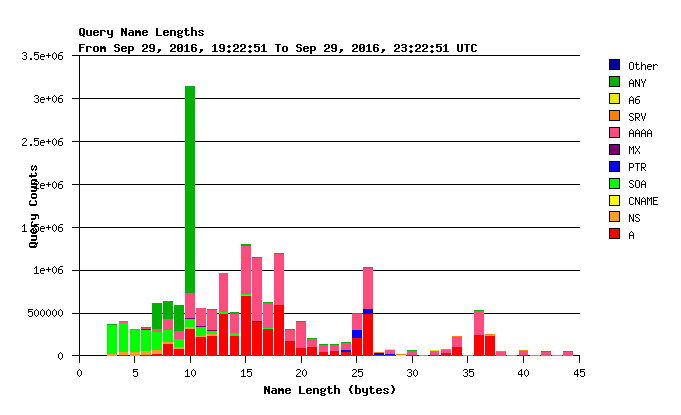 Query Name Lengths
From Sep 29, 2016, 19:22:51 To Sep 29, 2016, 23:22:51 UTC
3.5e+06
3e+06
2.5e+06
2e+06
1.5e+06
1e+06
500000
0
Query Counts
0 5 10 15 20 25 30 35 40 45
Name Length (bytes)
Other
ANY
A6
SRV
AAAA
MX
PTR
SOA
CNAME
NS
A